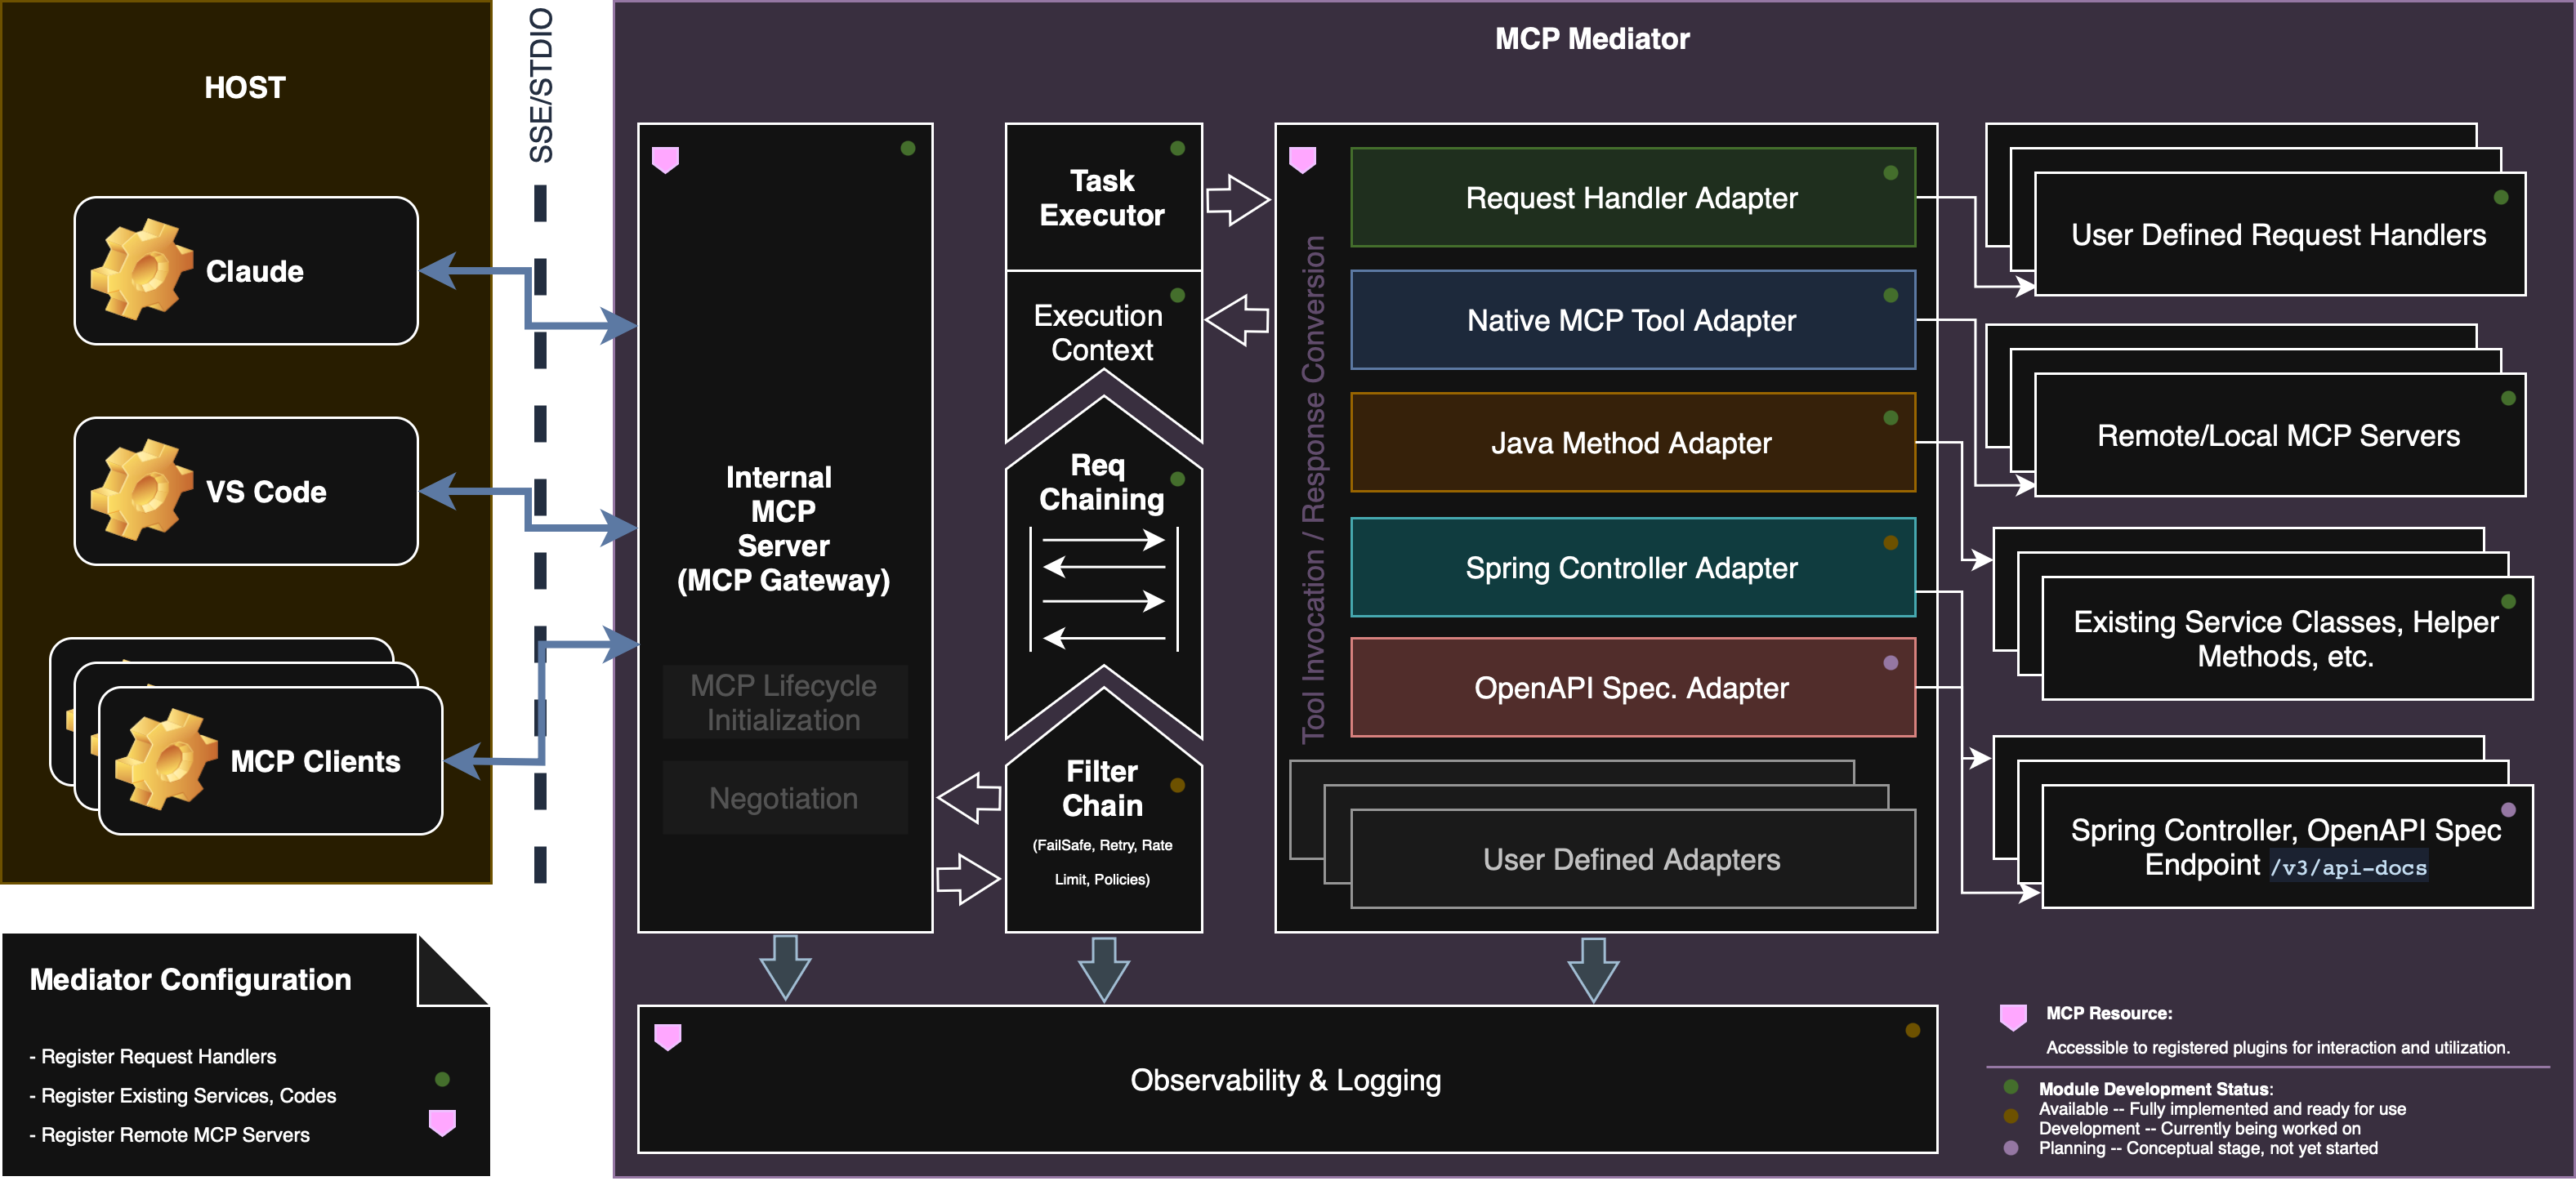 HOST
Claude
VS Code
MCP Clients
SSE/STDIO
Mediator Configuration
- Register Request Handlers
- Register Existing Services, Codes
- Register Remote MCP Servers
MCP Mediator
Internal
MCP
Server
(MCP Gateway)
MCP Lifecycle
Initialization
Negotiation
Task
Executor
Execution
Context
Req
Chaining
Filter
Chain
(FailSafe, Retry, Rate
Limit, Policies)
Tool Invocation / Response Conversion
Request Handler Adapter
Native MCP Tool Adapter
Java Method Adapter
Spring Controller Adapter
OpenAPI Spec. Adapter
User Defined Adapters
User Defined Request Handlers
Remote/Local MCP Servers
Existing Service Classes, Helper
Methods, etc.
Spring Controller, OpenAPI Spec
Endpoint /v3/api-docs
Observability & Logging
MCP Resource:
Accessible to registered plugins for interaction and utilization.
Module Development Status:
Available -- Fully implemented and ready for use
Development -- Currently being worked on
Planning -- Conceptual stage, not yet started